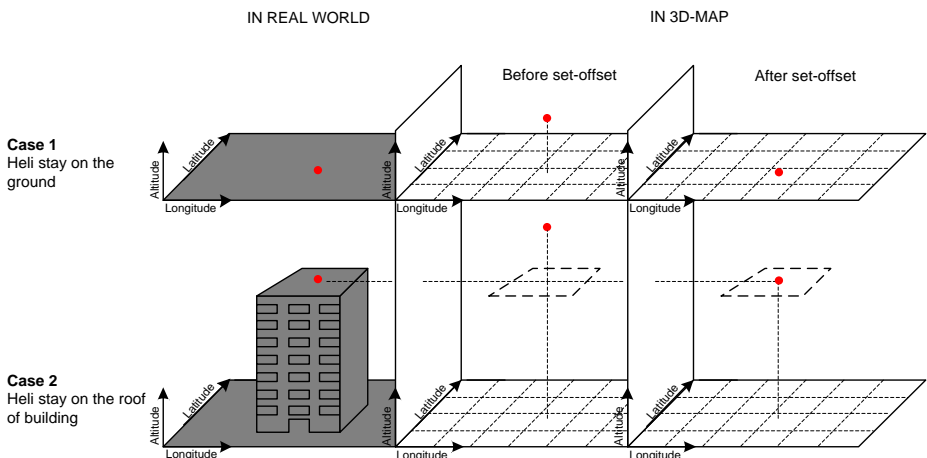 IN REAL WORLD
IN 3D-MAP
Before set-offset
After set-offset
Case 1
Heli stay on the
ground
Altitude
Latitude
Longitude
Altitude
Latitude
Longitude
Altitude
Latitude
Longitude
Case 2
Heli stay on the roof
of building
Altitude
Latitude
Longitude
Altitude
Latitude
Longitude
Altitude
Latitude
Longitude